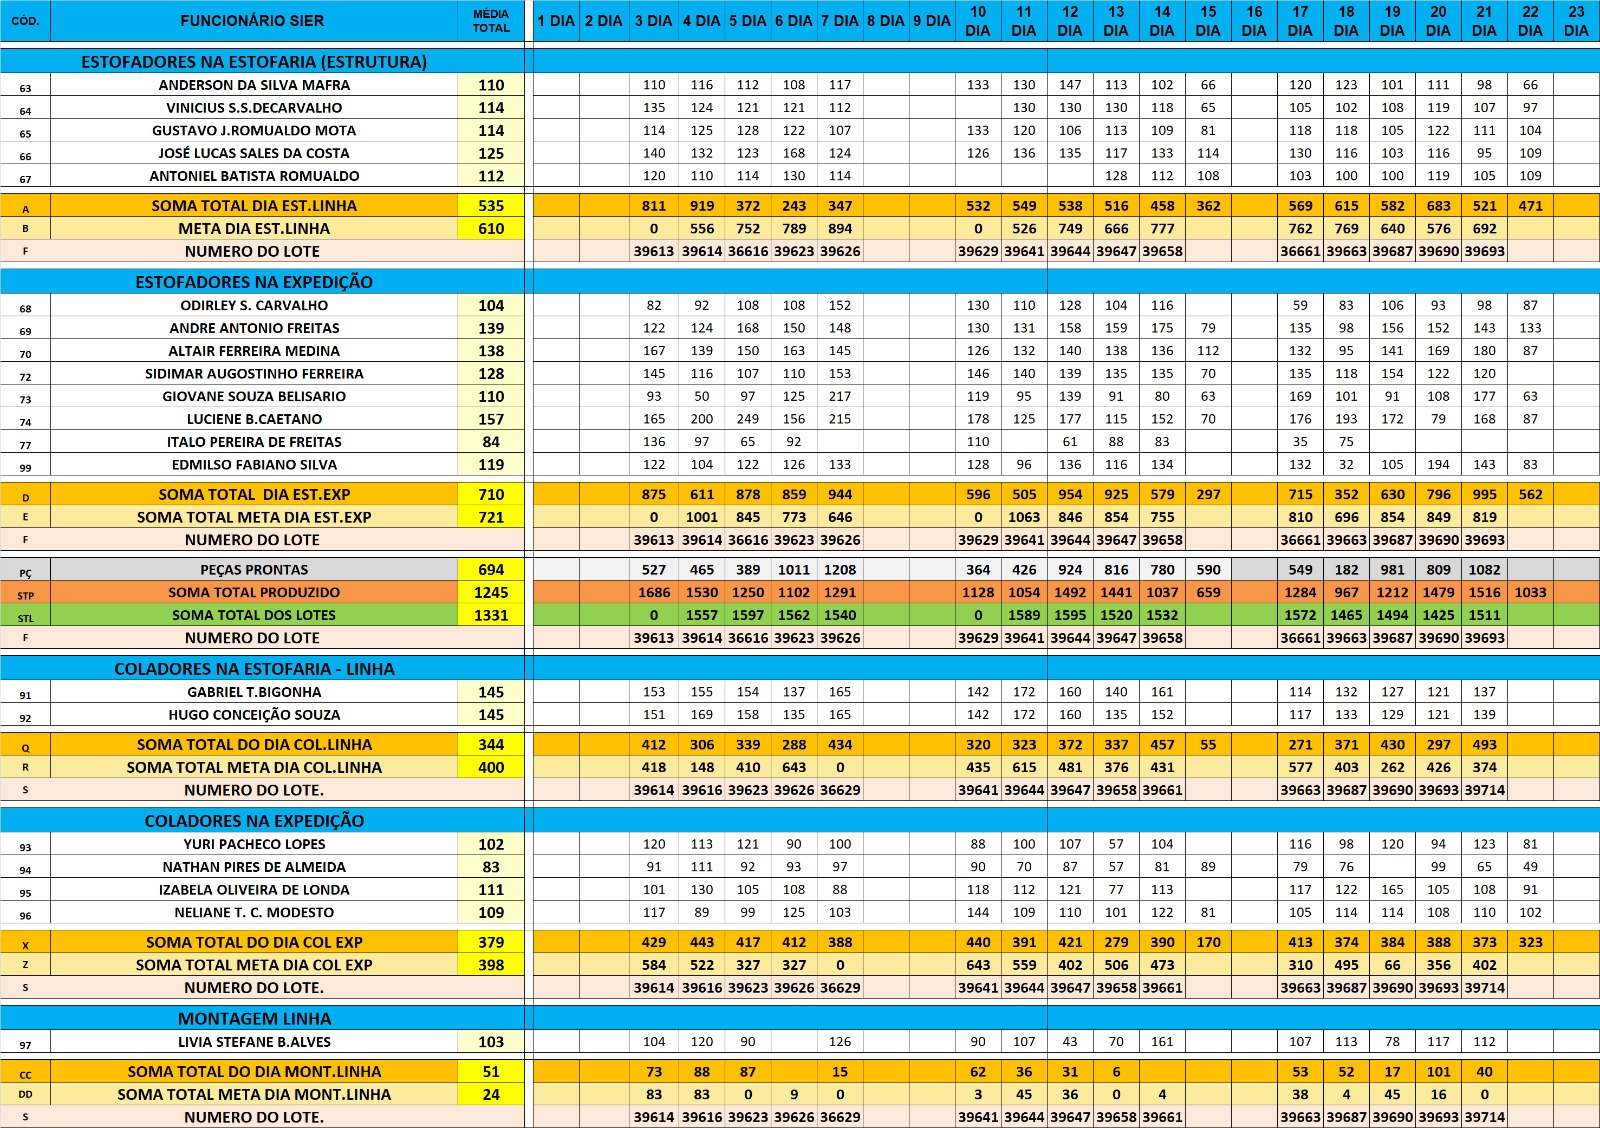 CÓD. FUNCIONÁRIO SIER MÉDIA TOTAL 1 DIA 2 DIA 3 DIA 4 DIA 5 DIA 6 DIA 7 DIA 8 DIA 9 DIA 10 DIA 11 DIA 12 DIA 13 DIA 14 DIA 15 DIA 16 DIA 17 DIA 18 DIA 19 DIA 20 DIA 21 DIA 22 DIA 23 DIA
ESTOFADORES NA ESTOFARIA (ESTRUTURA)
63 ANDERSON DA SILVA MAFRA 110 110 116 112 108 117 133 130 147 113 102 66 120 123 101 111 98 66
64 VINICIUS S.S.DECARVALHO 114 135 124 121 121 112 130 130 130 118 65 105 102 108 119 107 97
65 GUSTAVO J.ROMUALDO MOTA 114 114 125 128 122 107 133 120 106 113 109 81 118 118 105 122 111 104
66 JOSÉ LUCAS SALES DA COSTA 125 140 132 123 168 124 126 136 135 117 133 114 130 116 103 116 95 109
67 ANTONIEL BATISTA ROMUALDO 112 120 110 114 130 114 128 112 108 103 100 100 119 105 109
A SOMA TOTAL DIA EST.LINHA 535 811 919 372 243 347 532 549 538 516 458 362 569 615 582 683 521 471
B META DIA EST.LINHA 610 0 556 752 789 894 0 526 749 666 777 762 769 640 576 692
F NUMERO DO LOTE 39613 39614 36616 39623 39626 39629 39641 39644 39647 39658 36661 39663 39687 39690 39693
ESTOFADORES NA EXPEDIÇÃO
68 ODIRLEY S. CARVALHO 104 82 92 108 108 152 130 110 128 104 116 59 83 106 93 98 87
69 ANDRE ANTONIO FREITAS 139 122 124 168 150 148 130 131 158 159 175 79 135 98 156 152 143 133
70 ALTAIR FERREIRA MEDINA 138 167 139 150 163 145 126 132 140 138 136 112 132 95 141 169 180 87
72 SIDIMAR AUGOSTINHO FERREIRA 128 145 116 107 110 153 146 140 139 135 135 70 135 118 154 122 120
73 GIOVANE SOUZA BELISARIO 110 93 50 97 125 217 119 95 139 91 80 63 169 101 91 108 177 63
74 LUCIENE B.CAETANO 157 165 200 249 156 215 178 125 177 115 152 70 176 193 172 79 168 87
77 ITALO PEREIRA DE FREITAS 84 136 97 65 92 110 61 88 83 35 75
99 EDMILSO FABIANO SILVA 119 122 104 122 126 133 128 96 136 116 134 132 32 105 194 143 83
D SOMA TOTAL DIA EST.EXP 710 875 611 878 859 944 596 505 954 925 579 297 715 352 630 796 995 562
E SOMA TOTAL META DIA EST.EXP 721 0 1001 845 773 646 0 1063 846 854 755 810 696 854 849 819
F NUMERO DO LOTE 39613 39614 36616 39623 39626 39629 39641 39644 39647 39658 36661 39663 39687 39690 39693
PÇ PEÇAS PRONTAS 694 527 465 389 1011 1208 364 426 924 816 780 590 549 182 981 809 1082
STP SOMA TOTAL PRODUZIDO 1245 1686 1530 1250 1102 1291 1128 1054 1492 1441 1037 659 1284 967 1212 1479 1516 1033
STL SOMA TOTAL DOS LOTES 1331 0 1557 1597 1562 1540 0 1589 1595 1520 1532 1572 1465 1494 1425 1511
F NUMERO DO LOTE 39613 39614 36616 39623 39626 39629 39641 39644 39647 39658 36661 39663 39687 39690 39693
COLADORES NA ESTOFARIA - LINHA
91 GABRIEL T.BIGONHA 145 153 155 154 137 165 142 172 160 140 161 114 132 127 121 137
92 HUGO CONCEIÇÃO SOUZA 145 151 169 158 135 165 142 172 160 135 152 117 133 129 121 139
Q SOMA TOTAL DO DIA COL.LINHA 344 412 306 339 288 434 320 323 372 337 457 55 271 371 430 297 493
R SOMA TOTAL META DIA COL.LINHA 400 418 148 410 643 0 435 615 481 376 431 577 403 262 426 374
S NUMERO DO LOTE. 39614 39616 39623 39626 36629 39641 39644 39647 39658 39661 39663 39687 39690 39693 39714
COLADORES NA EXPEDIÇÃO
93 YURI PACHECO LOPES 102 120 113 121 90 100 88 100 107 57 104 116 98 120 94 123 81
94 NATHAN PIRES DE ALMEIDA 83 91 111 92 93 97 90 70 87 57 81 89 79 76 99 65 49
95 IZABELA OLIVEIRA DE LONDA 111 101 130 105 108 88 118 112 121 77 113 117 122 165 105 108 91
96 NELIANE T. C. MODESTO 109 117 89 99 125 103 144 109 110 101 122 81 105 114 114 108 110 102
X SOMA TOTAL DO DIA COL EXP 379 429 443 417 412 388 440 391 421 279 390 170 413 374 384 388 373 323
Z SOMA TOTAL META DIA COL EXP 398 584 522 327 327 0 643 559 402 506 473 310 495 66 356 402
S NUMERO DO LOTE. 39614 39616 39623 39626 36629 39641 39644 39647 39658 39661 39663 39687 39690 39693 39714
MONTAGEM LINHA
97 LIVIA STEFANE B.ALVES 103 104 120 90 126 90 107 43 70 161 107 113 78 117 112
CC SOMA TOTAL DO DIA MONT.LINHA 51 73 88 87 15 62 36 31 6 53 52 17 101 40
DD SOMA TOTAL META DIA MONT.LINHA 24 83 83 0 9 0 3 45 36 0 4 38 4 45 16 0
S NUMERO DO LOTE. 39614 39616 39623 39626 36629 39641 39644 39647 39658 39661 39663 39687 39690 39693 39714